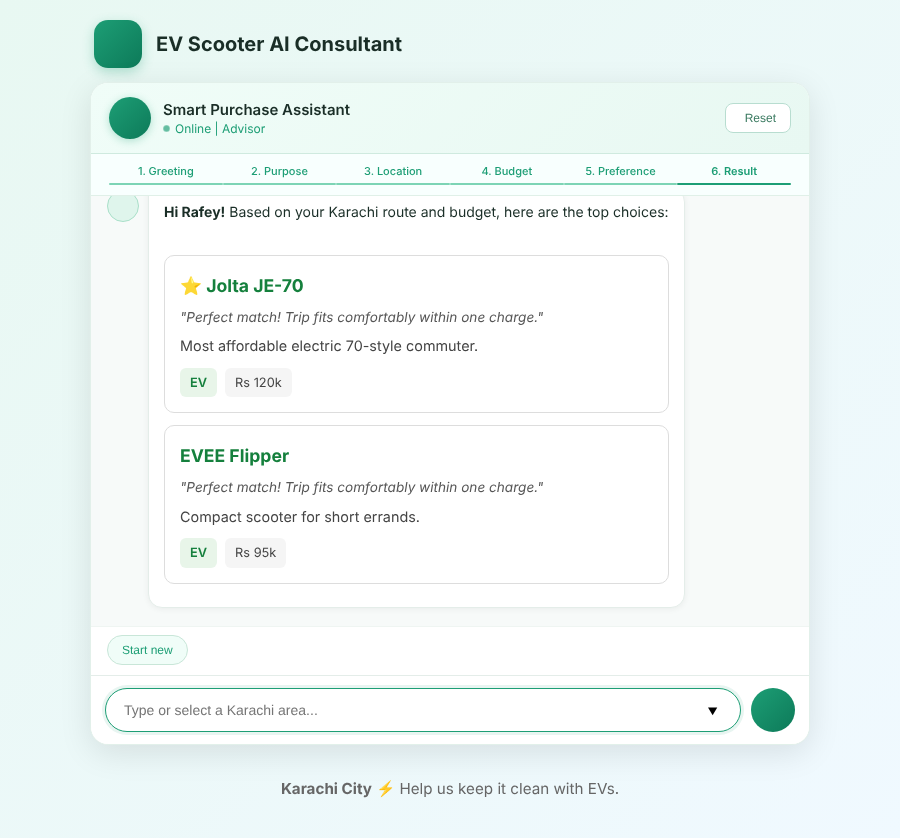 EV Scooter AI Consultant
Smart Purchase Assistant
Online | Advisor
Reset
1. Greeting
2. Purpose
3. Location
4. Budget
5. Preference
6. Result
Hi Rafey! Based on your Karachi route and budget, here are the top choices:
⭐ Jolta JE-70
"Perfect match! Trip fits comfortably within one charge."
Most affordable electric 70-style commuter.
EV Rs 120k
EVEE Flipper
"Perfect match! Trip fits comfortably within one charge."
Compact scooter for short errands.
EV Rs 95k
Start new
Type or select a Karachi area...
Karachi City ⚡ Help us keep it clean with EVs.